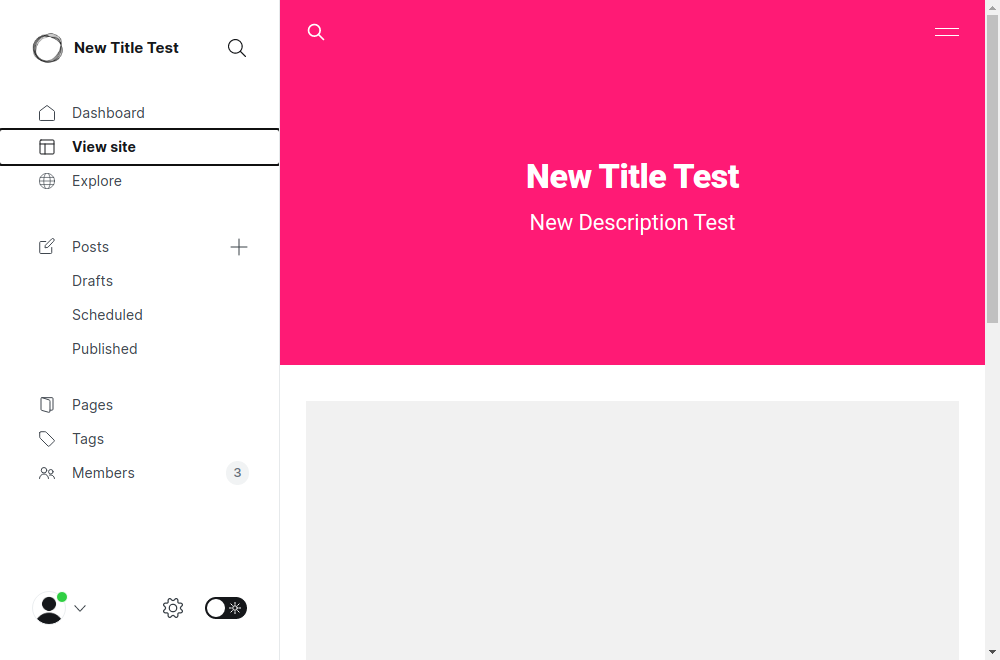 New Title Test
Dashboard
View site
Explore
Posts
Drafts
Scheduled
Published
Pages
Tags
Members 3
New Title Test
New Description Test